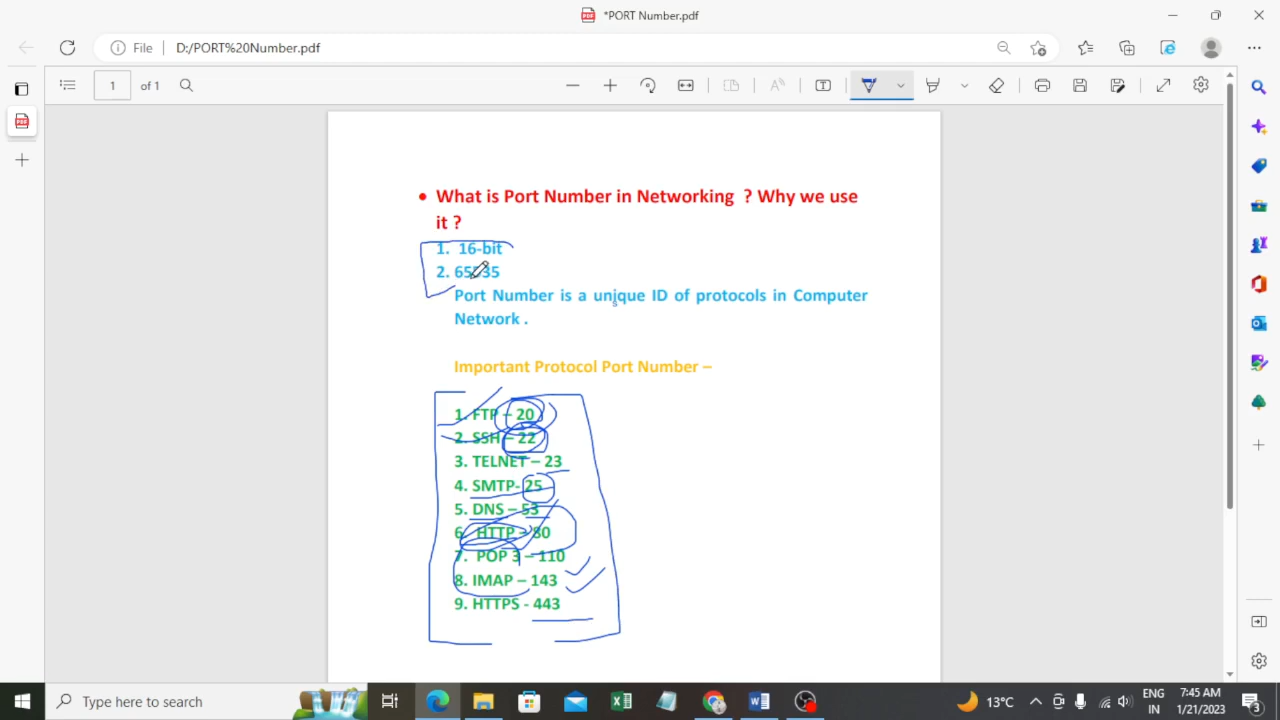 *PORT Number.pdf
File
D:/PORT%20Number.pdf
1
of 1
What is Port Number in Networking ? Why we use
it ?
1. 16-bit
2. 65535
Port Number is a unique ID of protocols in Computer
Network .
Important Protocol Port Number –
1. FTP – 20
2. SSH – 22
3. TELNET – 23
4. SMTP- 25
5. DNS – 53
6. HTTP – 80
7. POP 3 – 110
8. IMAP – 143
9. HTTPS - 443
Type here to search
13°C
ENG
IN
7:45 AM
1/21/2023
3